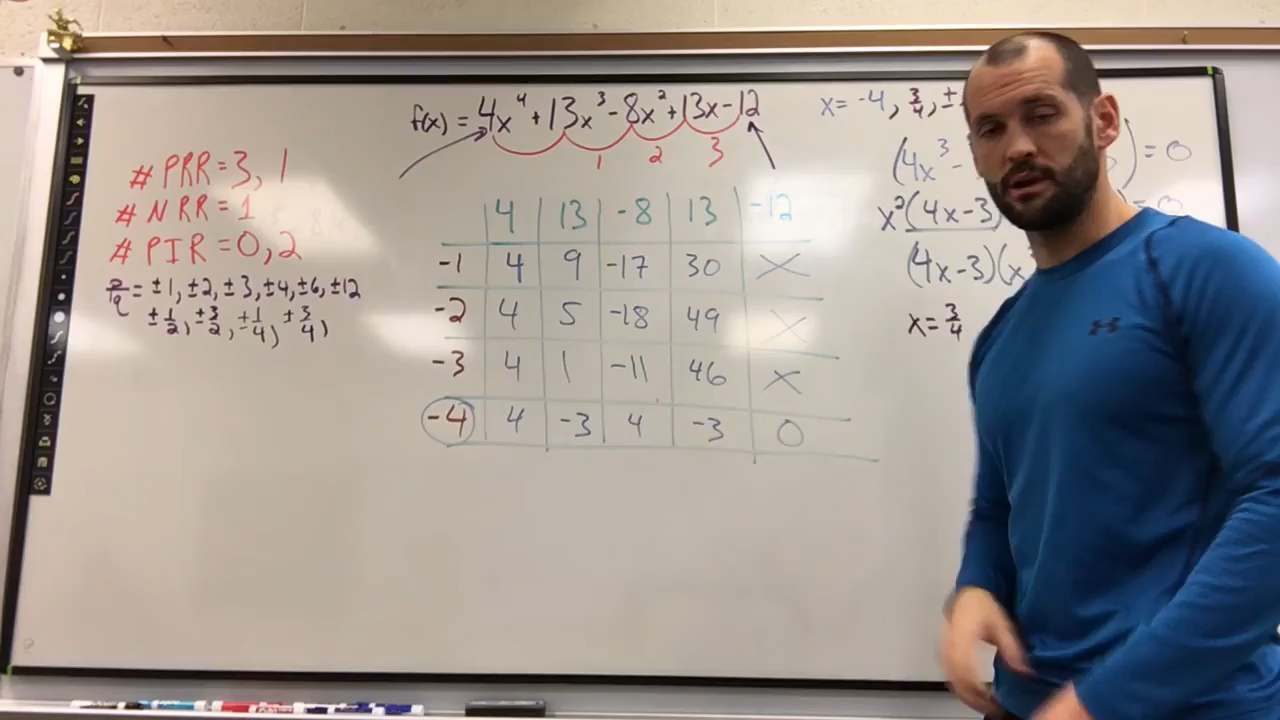 f(x) = 4x⁴ + 13x³ - 8x² + 13x - 12
1 2 3
# PRR = 3, 1
# NRR = 1
# PIR = 0, 2
p/q = ±1, ±2, ±3, ±4, ±6, ±12
±1/2, ±3/2, ±1/4, ±3/4,
4 13 -8 13 -12
-1 4 9 -17 30 X
-2 4 5 -18 49 X
-3 4 1 -11 46 X
-4 4 -3 4 -3 0
x = -4, 3/4, ±
(4x³ - ) = 0
x²(4x-3) = 0
(4x-3)(x²
x = 3/4